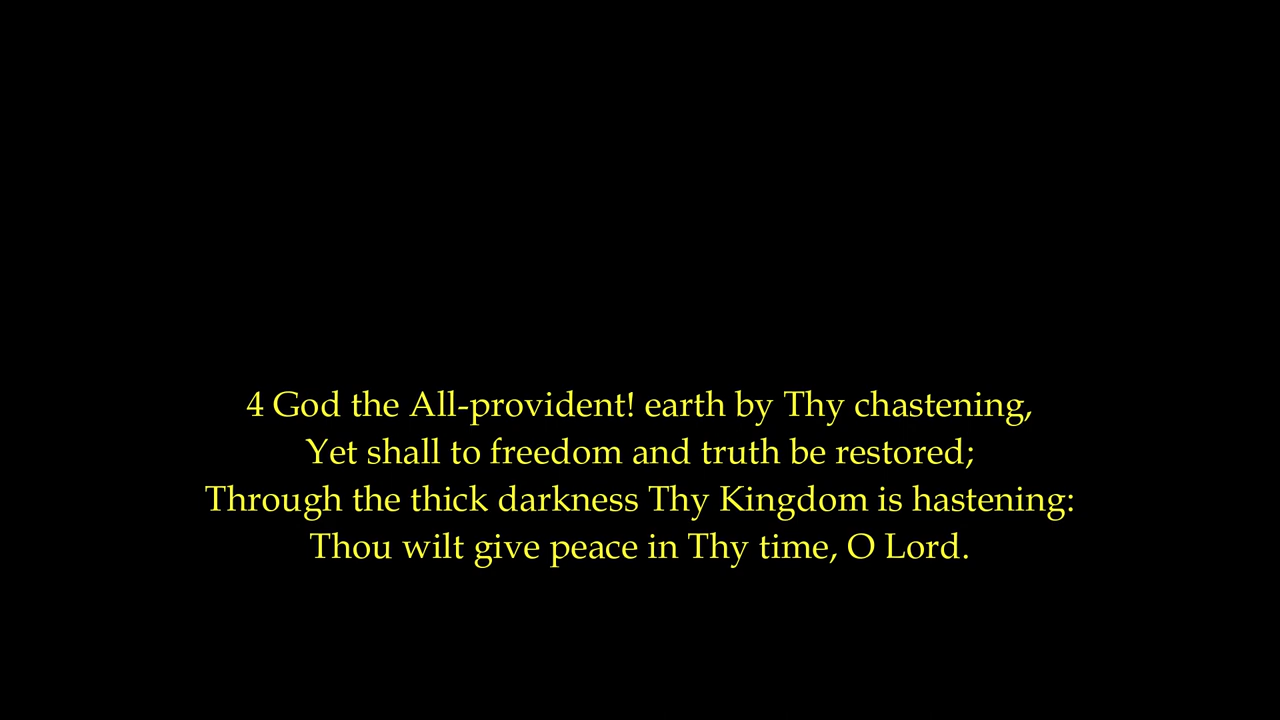 4 God the All-provident! earth by Thy chastening,
Yet shall to freedom and truth be restored;
Through the thick darkness Thy Kingdom is hastening:
Thou wilt give peace in Thy time, O Lord.